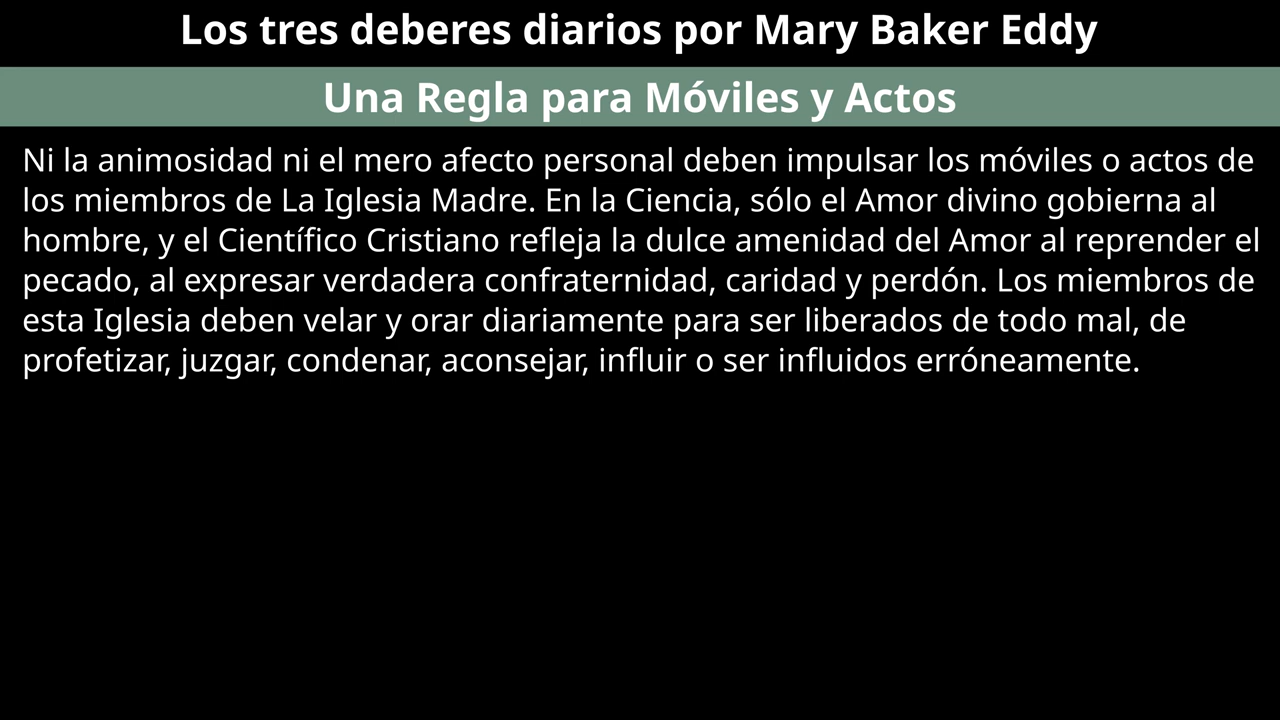 Los tres deberes diarios por Mary Baker Eddy
Una Regla para Móviles y Actos
Ni la animosidad ni el mero afecto personal deben impulsar los móviles o actos de
los miembros de La Iglesia Madre. En la Ciencia, sólo el Amor divino gobierna al
hombre, y el Científico Cristiano refleja la dulce amenidad del Amor al reprender el
pecado, al expresar verdadera confraternidad, caridad y perdón. Los miembros de
esta Iglesia deben velar y orar diariamente para ser liberados de todo mal, de
profetizar, juzgar, condenar, aconsejar, influir o ser influidos erróneamente.